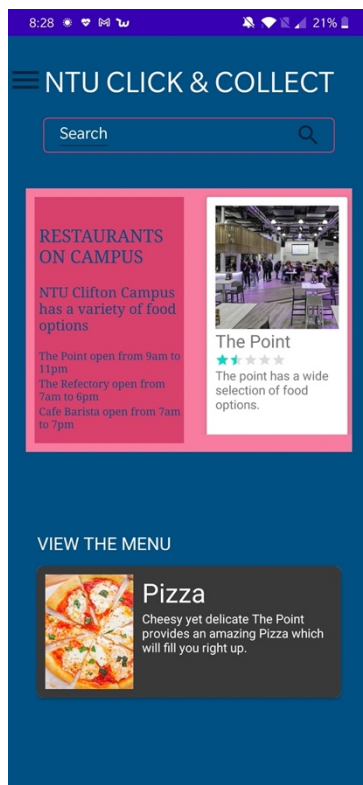 8:28
21%
NTU CLICK & COLLECT
Search
RESTAURANTS
ON CAMPUS
NTU Clifton Campus
has a variety of food
options
The Point open from 9am to
11pm
The Refectory open from
7am to 6pm
Cafe Barista open from 7am
to 7pm
The Point
The point has a wide
selection of food
options.
VIEW THE MENU
Pizza
Cheesy yet delicate The Point
provides an amazing Pizza which
will fill you right up.